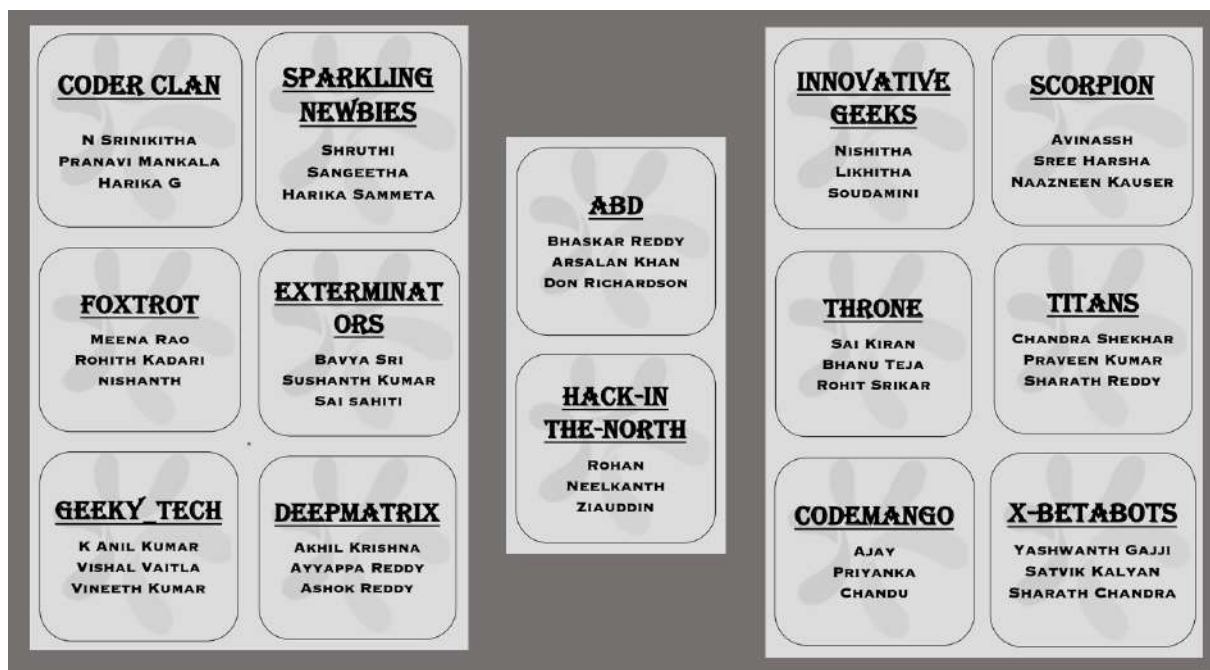 CODER CLAN
N SRINIKITHA
PRANAVI MANKALA
HARIKA G
SPARKLING
NEWBIES
SHRUTHI
SANGEETHA
HARIKA SAMMETA
FOXTROT
MEENA RAO
ROHITH KADARI
NISHANTH
EXTERMINAT
ORS
BAVYA SRI
SUSHANTH KUMAR
SAI SAHITI
GEEKY_TECH
K ANIL KUMAR
VISHAL VAITLA
VINEETH KUMAR
DEEPMATRIX
AKHIL KRISHNA
AYYAPPA REDDY
ASHOK REDDY
ABD
BHASKAR REDDY
ARSALAN KHAN
DON RICHARDSON
HACK-IN
THE-NORTH
ROHAN
NEELKANTH
ZIAUDDIN
INNOVATIVE
GEEKS
NISHITHA
LIKHITHA
SOUDAMINI
SCORPION
AVINASSH
SREE HARSHA
NAAZNEEN KAUSER
THRONE
SAI KIRAN
BHANU TEJA
ROHIT SRIKAR
TITANS
CHANDRA SHEKHAR
PRAVEEN KUMAR
SHARATH REDDY
CODEMANGO
AJAY
PRIYANKA
CHANDU
X-BETABOTS
YASHWANTH GAJJI
SATVIK KALYAN
SHARATH CHANDRA